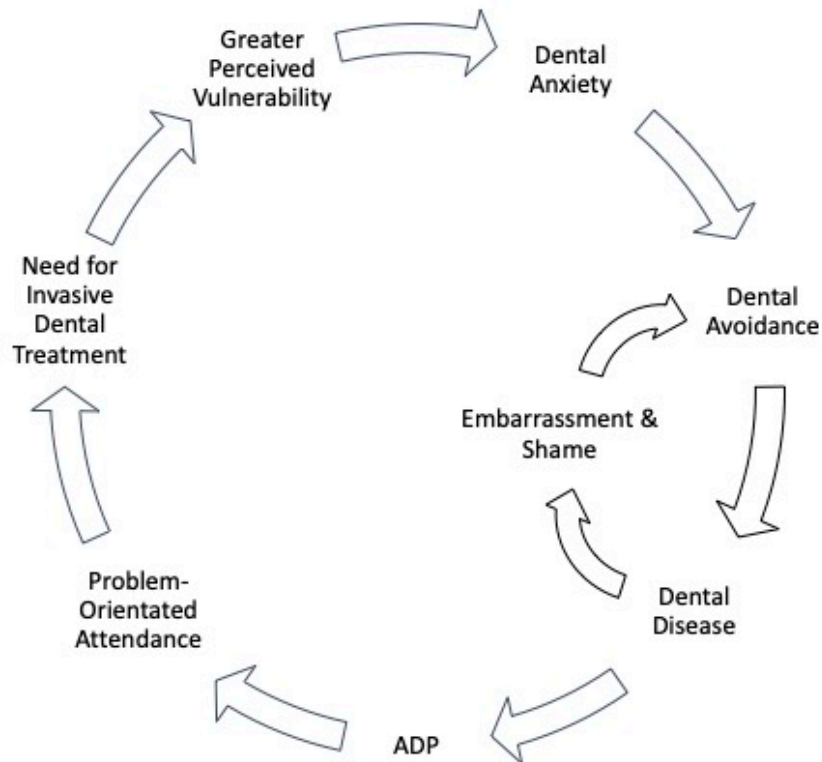 Greater
Perceived
Vulnerability
Dental
Anxiety
Dental
Avoidance
Embarrassment &
Shame
Dental
Disease
ADP
Problem-
Orientated
Attendance
Need for
Invasive
Dental
Treatment